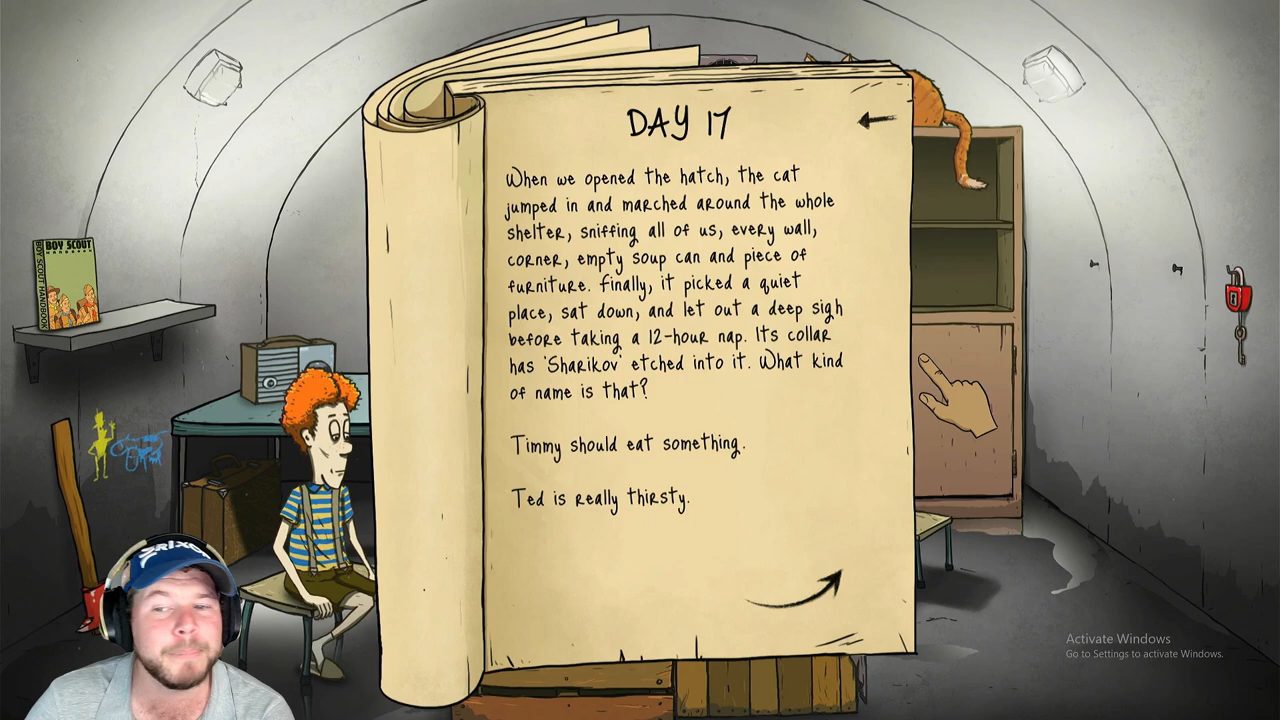 DAY 17
When we opened the hatch, the cat
jumped in and marched around the whole
shelter, sniffing all of us, every wall,
corner, empty soup can and piece of
furniture. Finally, it picked a quiet
place, sat down, and let out a deep sigh
before taking a 12-hour nap. Its collar
has 'Sharikov' etched into it. What kind
of name is that?
Timmy should eat something.
Ted is really thirsty.
BOY SCOUT
HANDBOOK
BOY SCOUT HANDBOOK
Activate Windows
Go to Settings to activate Windows.